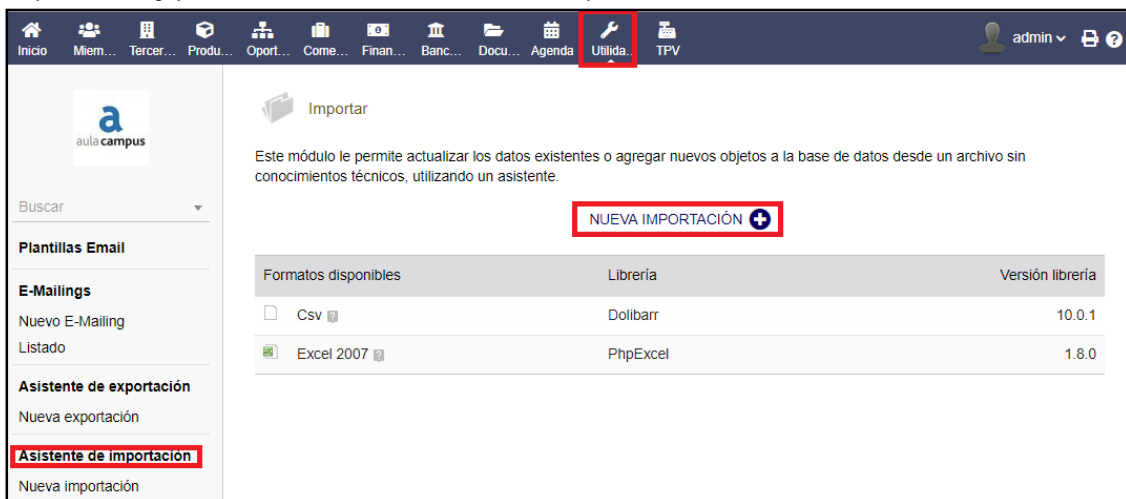 Inicio Miem... Tercer... Produ... Oport... Come... Finan... Banc... Docu... Agenda Utilida... TPV admin
a
aulacampus
Buscar
Plantillas Email
E-Mailings
Nuevo E-Mailing
Listado
Asistente de exportación
Nueva exportación
Asistente de importación
Nueva importación
Importar
Este módulo le permite actualizar los datos existentes o agregar nuevos objetos a la base de datos desde un archivo sin
conocimientos técnicos, utilizando un asistente.
NUEVA IMPORTACIÓN
Formatos disponibles Librería Versión librería
Csv Dolibarr 10.0.1
Excel 2007 PhpExcel 1.8.0